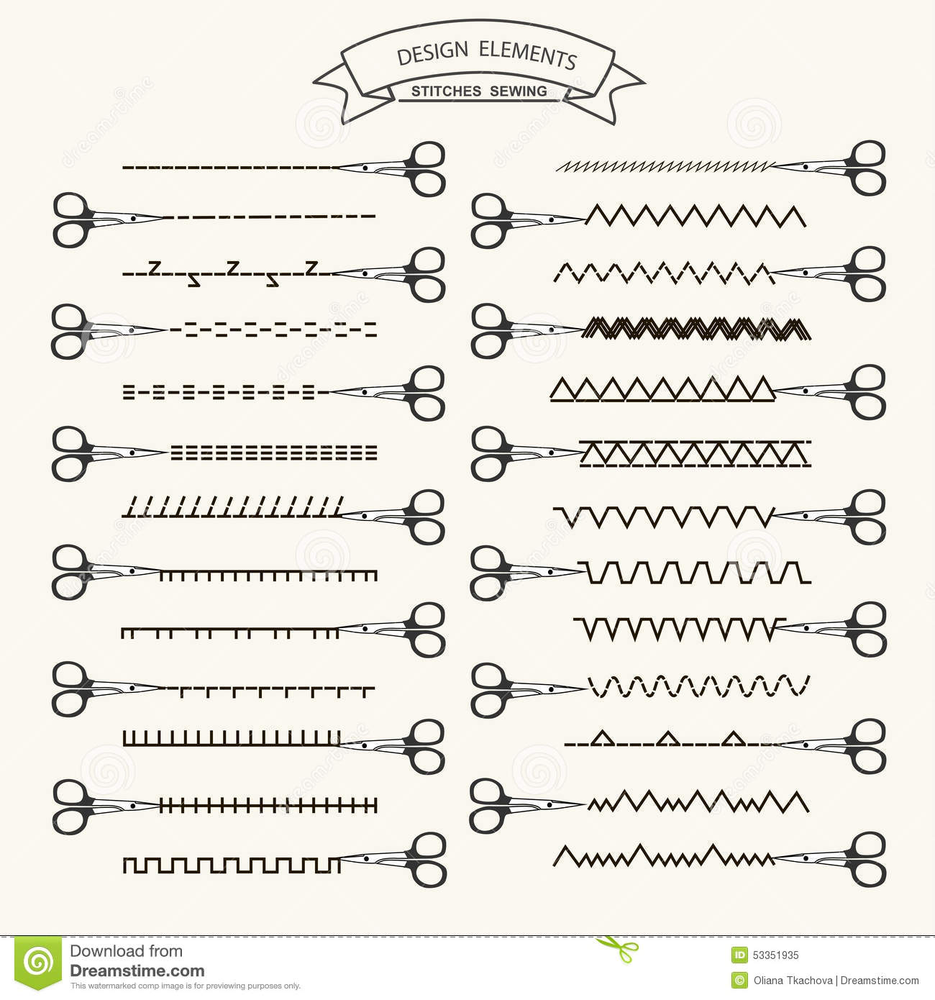 DESIGN ELEMENTS
STITCHES SEWING
Download from
Dreamstime.com
This watermarked comp image is for previewing purposes only.
ID 53351935
© Oliana Tkachova | Dreamstime.com